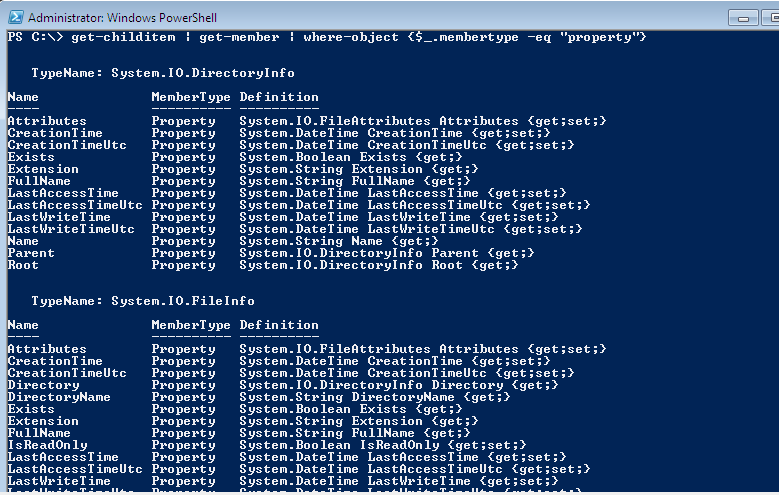 Administrator: Windows PowerShell
PS C:\> get-childitem | get-member | where-object {$_.membertype -eq "property"}
TypeName: System.IO.DirectoryInfo
Name MemberType Definition
---- ---------- ----------
Attributes Property System.IO.FileAttributes Attributes {get;set;}
CreationTime Property System.DateTime CreationTime {get;set;}
CreationTimeUtc Property System.DateTime CreationTimeUtc {get;set;}
Exists Property System.Boolean Exists {get;}
Extension Property System.String Extension {get;}
FullName Property System.String FullName {get;}
LastAccessTime Property System.DateTime LastAccessTime {get;set;}
LastAccessTimeUtc Property System.DateTime LastAccessTimeUtc {get;set;}
LastWriteTime Property System.DateTime LastWriteTime {get;set;}
LastWriteTimeUtc Property System.DateTime LastWriteTimeUtc {get;set;}
Name Property System.String Name {get;}
Parent Property System.IO.DirectoryInfo Parent {get;}
Root Property System.IO.DirectoryInfo Root {get;}
TypeName: System.IO.FileInfo
Name MemberType Definition
---- ---------- ----------
Attributes Property System.IO.FileAttributes Attributes {get;set;}
CreationTime Property System.DateTime CreationTime {get;set;}
CreationTimeUtc Property System.DateTime CreationTimeUtc {get;set;}
Directory Property System.IO.DirectoryInfo Directory {get;}
DirectoryName Property System.String DirectoryName {get;}
Exists Property System.Boolean Exists {get;}
Extension Property System.String Extension {get;}
FullName Property System.String FullName {get;}
IsReadOnly Property System.Boolean IsReadOnly {get;set;}
LastAccessTime Property System.DateTime LastAccessTime {get;set;}
LastAccessTimeUtc Property System.DateTime LastAccessTimeUtc {get;set;}
LastWriteTime Property System.DateTime LastWriteTime {get;set;}
LastWriteTimeUtc Property System.DateTime LastWriteTimeUtc {get;set;}